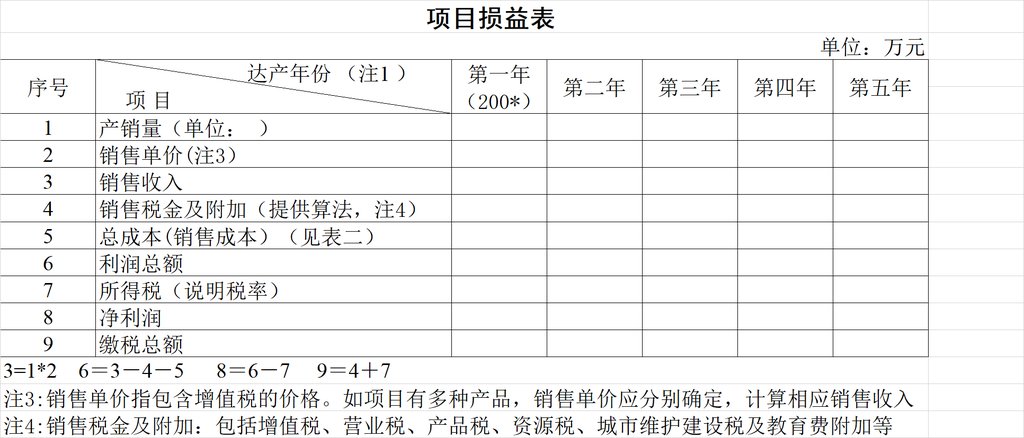 项目损益表
单位：万元
序号 达产年份 （注1 ） 项 目 第一年（200*） 第二年 第三年 第四年 第五年
1 产销量（单位： ）
2 销售单价(注3）
3 销售收入
4 销售税金及附加（提供算法，注4）
5 总成本(销售成本）（见表二）
6 利润总额
7 所得税（说明税率）
8 净利润
9 缴税总额
3=1*2 6＝3－4－5 8＝6－7 9＝4＋7
注3:销售单价指包含增值税的价格。如项目有多种产品，销售单价应分别确定，计算相应销售收入
注4:销售税金及附加：包括增值税、营业税、产品税、资源税、城市维护建设税及教育费附加等